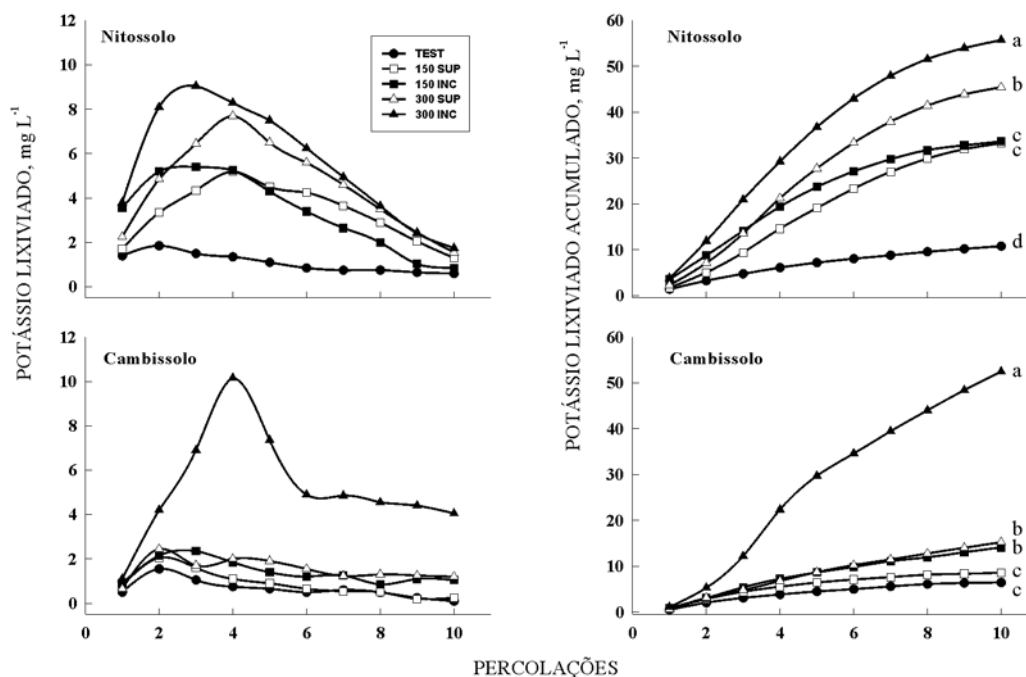 POTÁSSIO LIXIVIADO, mg L-1
12
Nitossolo
10
8
6
4
2
0
TEST
150 SUP
150 INC
300 SUP
300 INC
12
Cambissolo
10
8
6
4
2
0
0 2 4 6 8 10
POTÁSSIO LIXIVIADO ACUMULADO, mg L-1
60
Nitossolo
50
40
30
20
10
0
a
b
c
c
d
60
Cambissolo
50
40
30
20
10
0
a
b
b
c
c
0 2 4 6 8 10
PERCOLAÇÕES